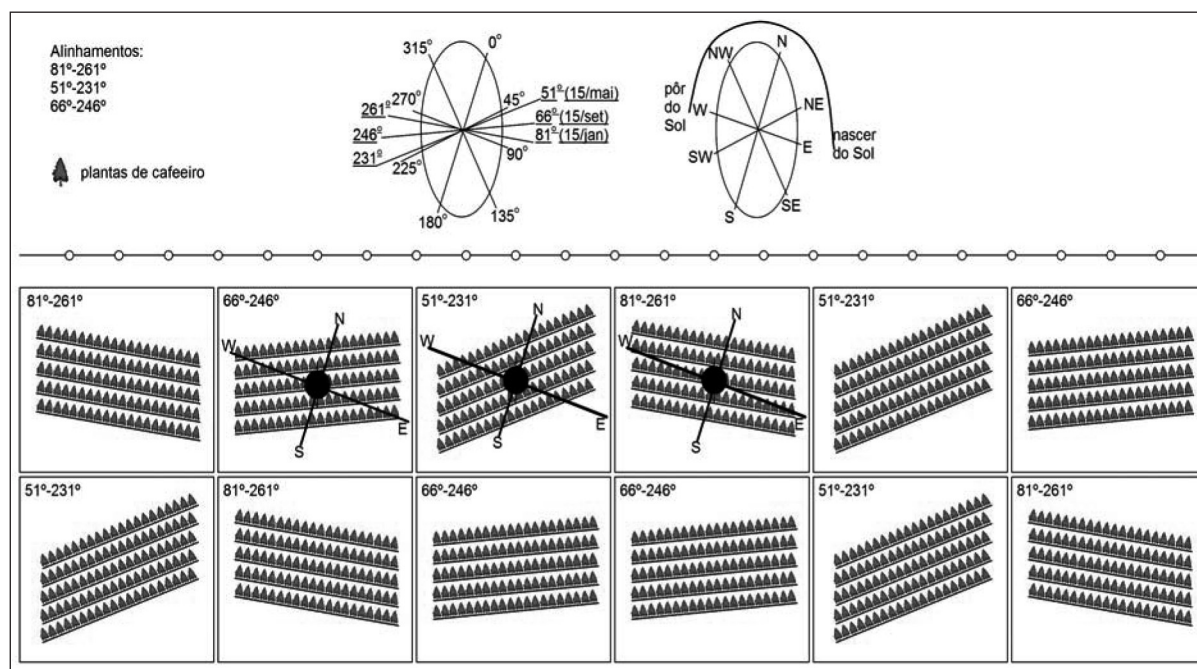 Alinhamentos:
81º-261º
51º-231º
66º-246º
plantas de cafeeiro
315° 0°
270° 45° 51º (15/mai)
261º 66º (15/set)
246º 81º (15/jan)
231º 90°
225°
180° 135°
NW N
pôr do Sol
W NE
nascer do Sol
SW E
S SE
81º-261º
66º-246º
N
W
E
S
51º-231º
N
W
E
S
81º-261º
N
W
E
S
51º-231º
66º-246º
51º-231º
81º-261º
66º-246º
66º-246º
51º-231º
81º-261º